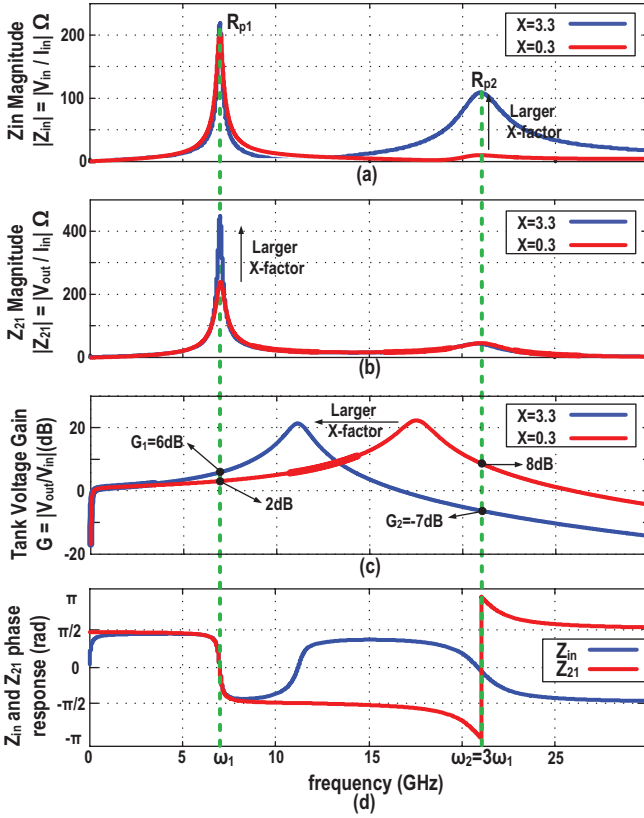 Zin Magnitude
|Zin| = |Vin / Iin| Ω
200
100
0
Rp1
Rp2
X=3.3
X=0.3
Larger
X-factor
(a)
Z21 Magnitude
|Z21| = |Vout / Iin| Ω
400
200
0
X=3.3
X=0.3
Larger
X-factor
(b)
Tank Voltage Gain
G = |Vout/Vin|(dB)
20
0
-20
G1=6dB
2dB
Larger
X-factor
X=3.3
X=0.3
8dB
G2=-7dB
(c)
Zin and Z21 phase
response (rad)
π
π/2
0
-π/2
-π
Zin
Z21
0
5
ω1
10
15
ω2=3ω1
25
frequency (GHz)
(d)